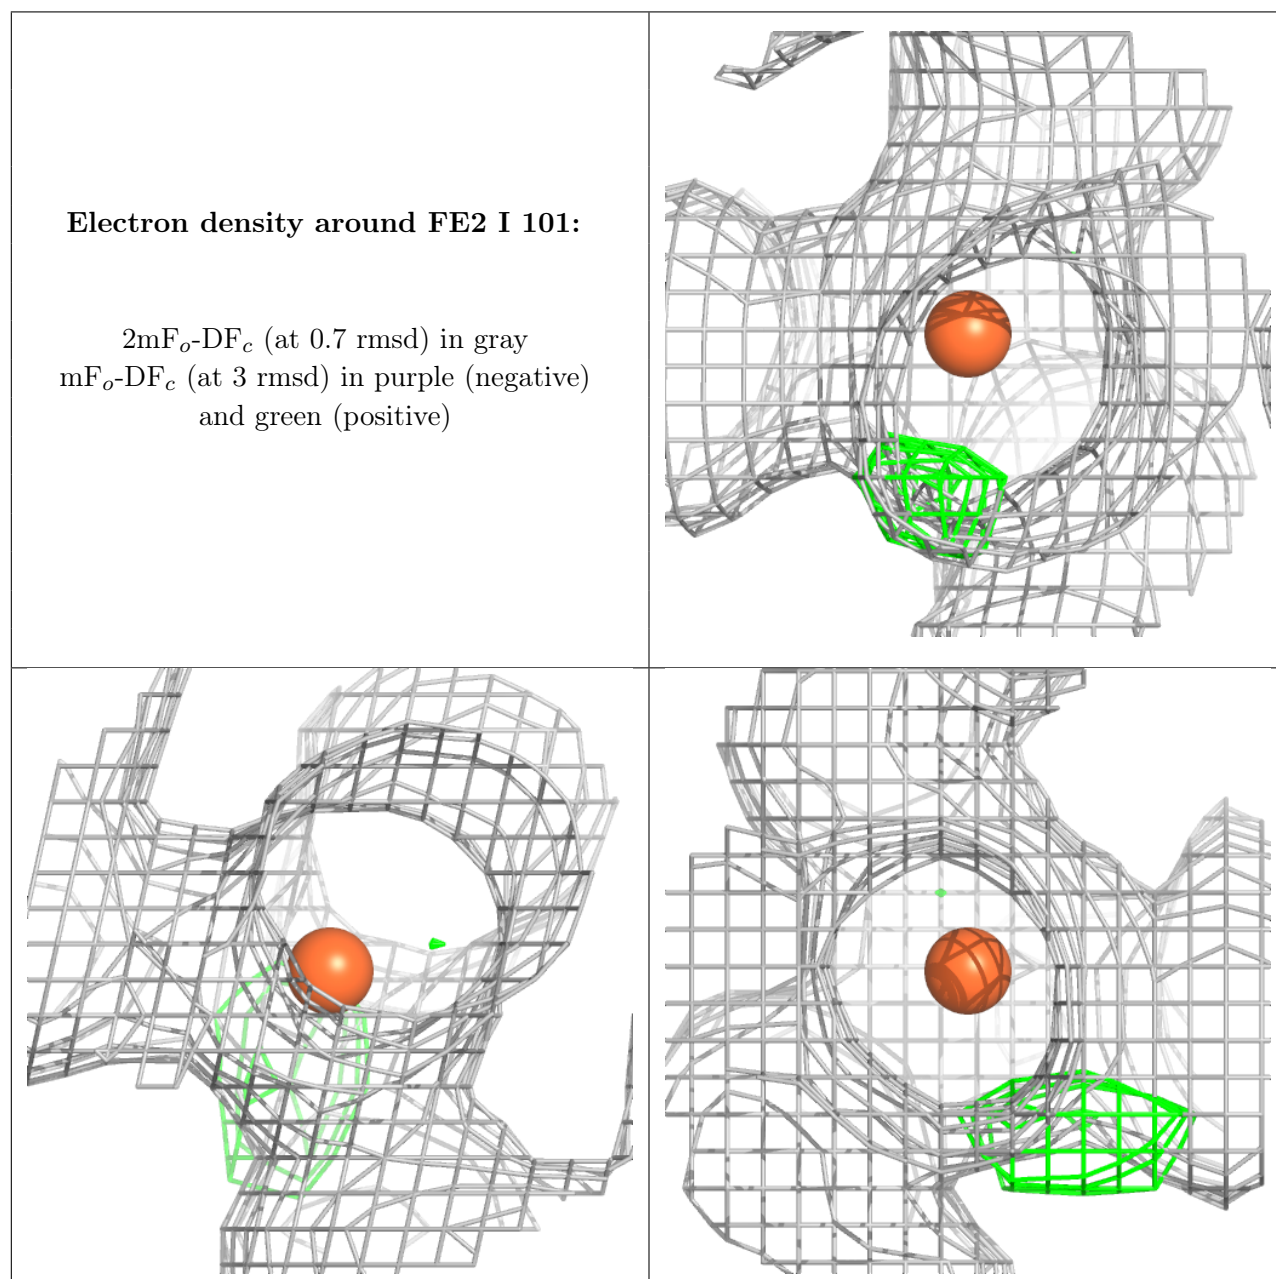 Electron density around FE2 I 101:
2mFo-DFc (at 0.7 rmsd) in gray
mFo-DFc (at 3 rmsd) in purple (negative)
and green (positive)